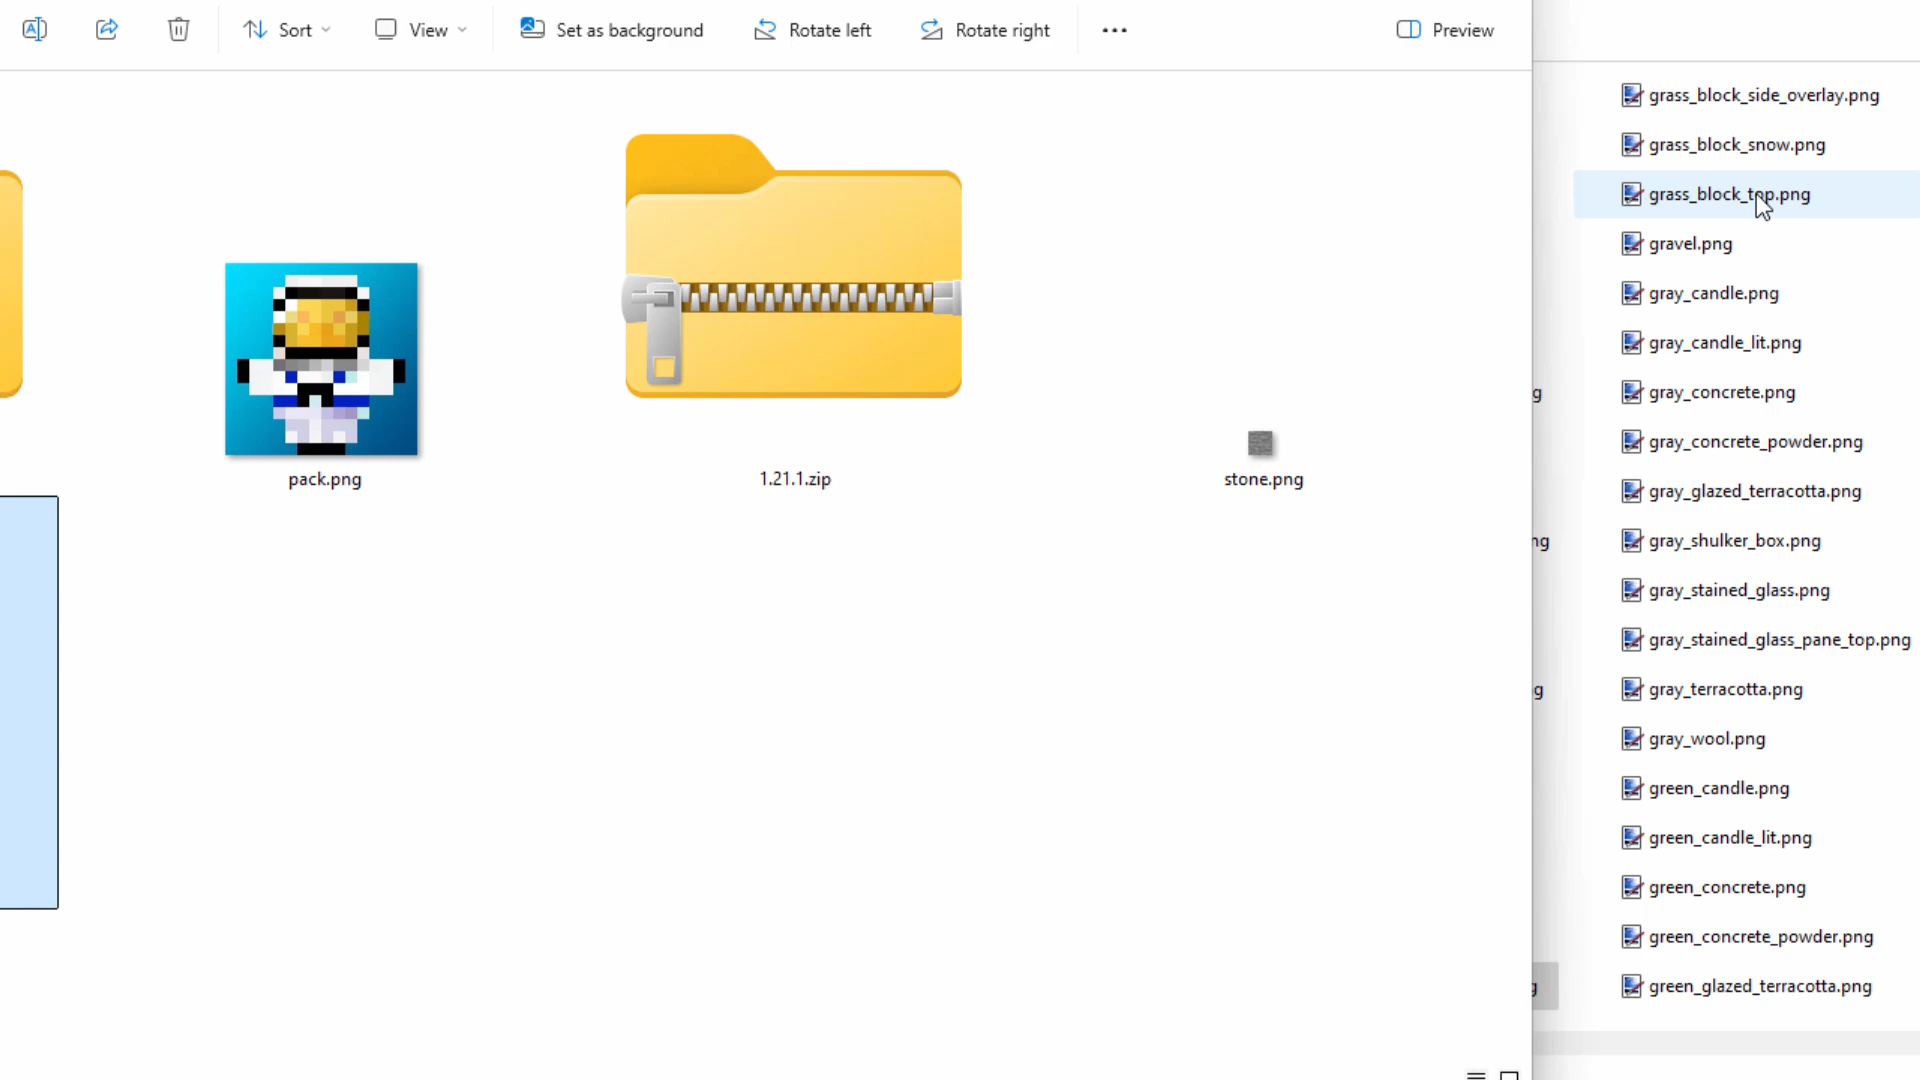 Sort
View
Set as background
Rotate left
Rotate right
Preview
pack.png
1.21.1.zip
stone.png
g
ng
g
g
grass_block_side_overlay.png
grass_block_snow.png
grass_block_top.png
gravel.png
gray_candle.png
gray_candle_lit.png
gray_concrete.png
gray_concrete_powder.png
gray_glazed_terracotta.png
gray_shulker_box.png
gray_stained_glass.png
gray_stained_glass_pane_top.png
gray_terracotta.png
gray_wool.png
green_candle.png
green_candle_lit.png
green_concrete.png
green_concrete_powder.png
green_glazed_terracotta.png